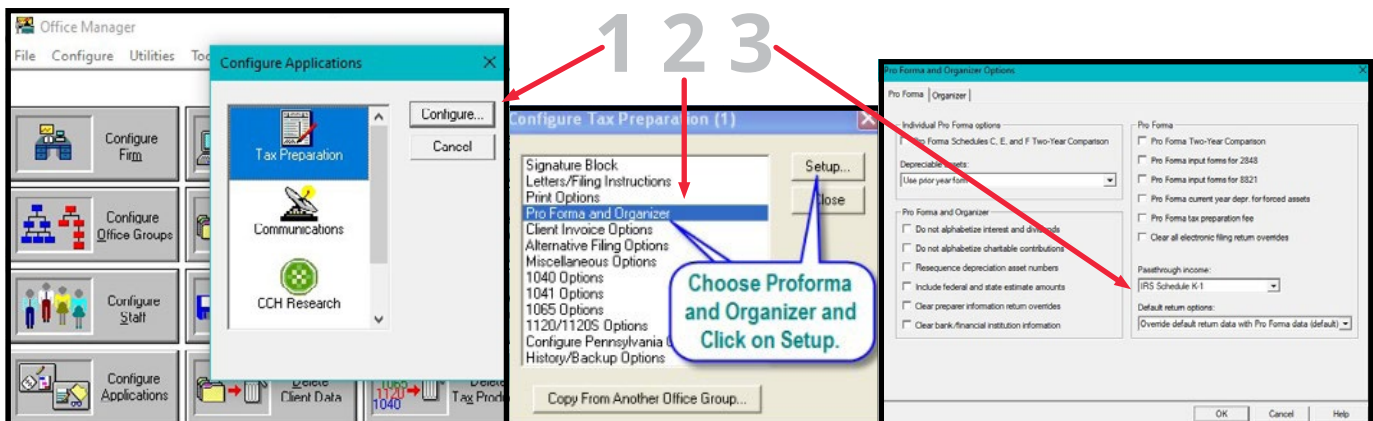 1 2 3
Office Manager
File Configure Utilities Too
Configure
Firm
Configure
Office Groups
Configure
Staff
Configure
Applications
Delete
Client Data
1065
1120
1040
Delete
Tax Prod
Configure Applications
Tax Preparation
Communications
CCH Research
Configure...
Cancel
Configure Tax Preparation (1)
Signature Block
Letters/Filing Instructions
Print Options
Pro Forma and Organizer
Client Invoice Options
Alternative Filing Options
Miscellaneous Options
1040 Options
1041 Options
1065 Options
1120/1120S Options
Configure Pennsylvania
History/Backup Options
Setup...
Close
Choose Proforma
and Organizer and
Click on Setup.
Copy From Another Office Group...
Pro Forma and Organizer Options
Pro Forma Organizer
Individual Pro Forma options
Pro Forma Schedules C, E, and F Two-Year Comparison
Depreciable assets:
Use prior year form
Pro Forma and Organizer
Do not alphabetize interest and dividends
Do not alphabetize charitable contributions
Resequence depreciation asset numbers
Include federal and state estimate amounts
Clear preparer information return overrides
Clear bank/financial institution information
Pro Forma
Pro Forma Two-Year Comparison
Pro Forma input forms for 2848
Pro Forma input forms for 8821
Pro Forma current year depr. for forced assets
Pro Forma tax preparation fee
Clear all electronic filing return overrides
Passthrough income:
IRS Schedule K-1
Default return options:
Override default return data with Pro Forma data (default)
OK Cancel Help